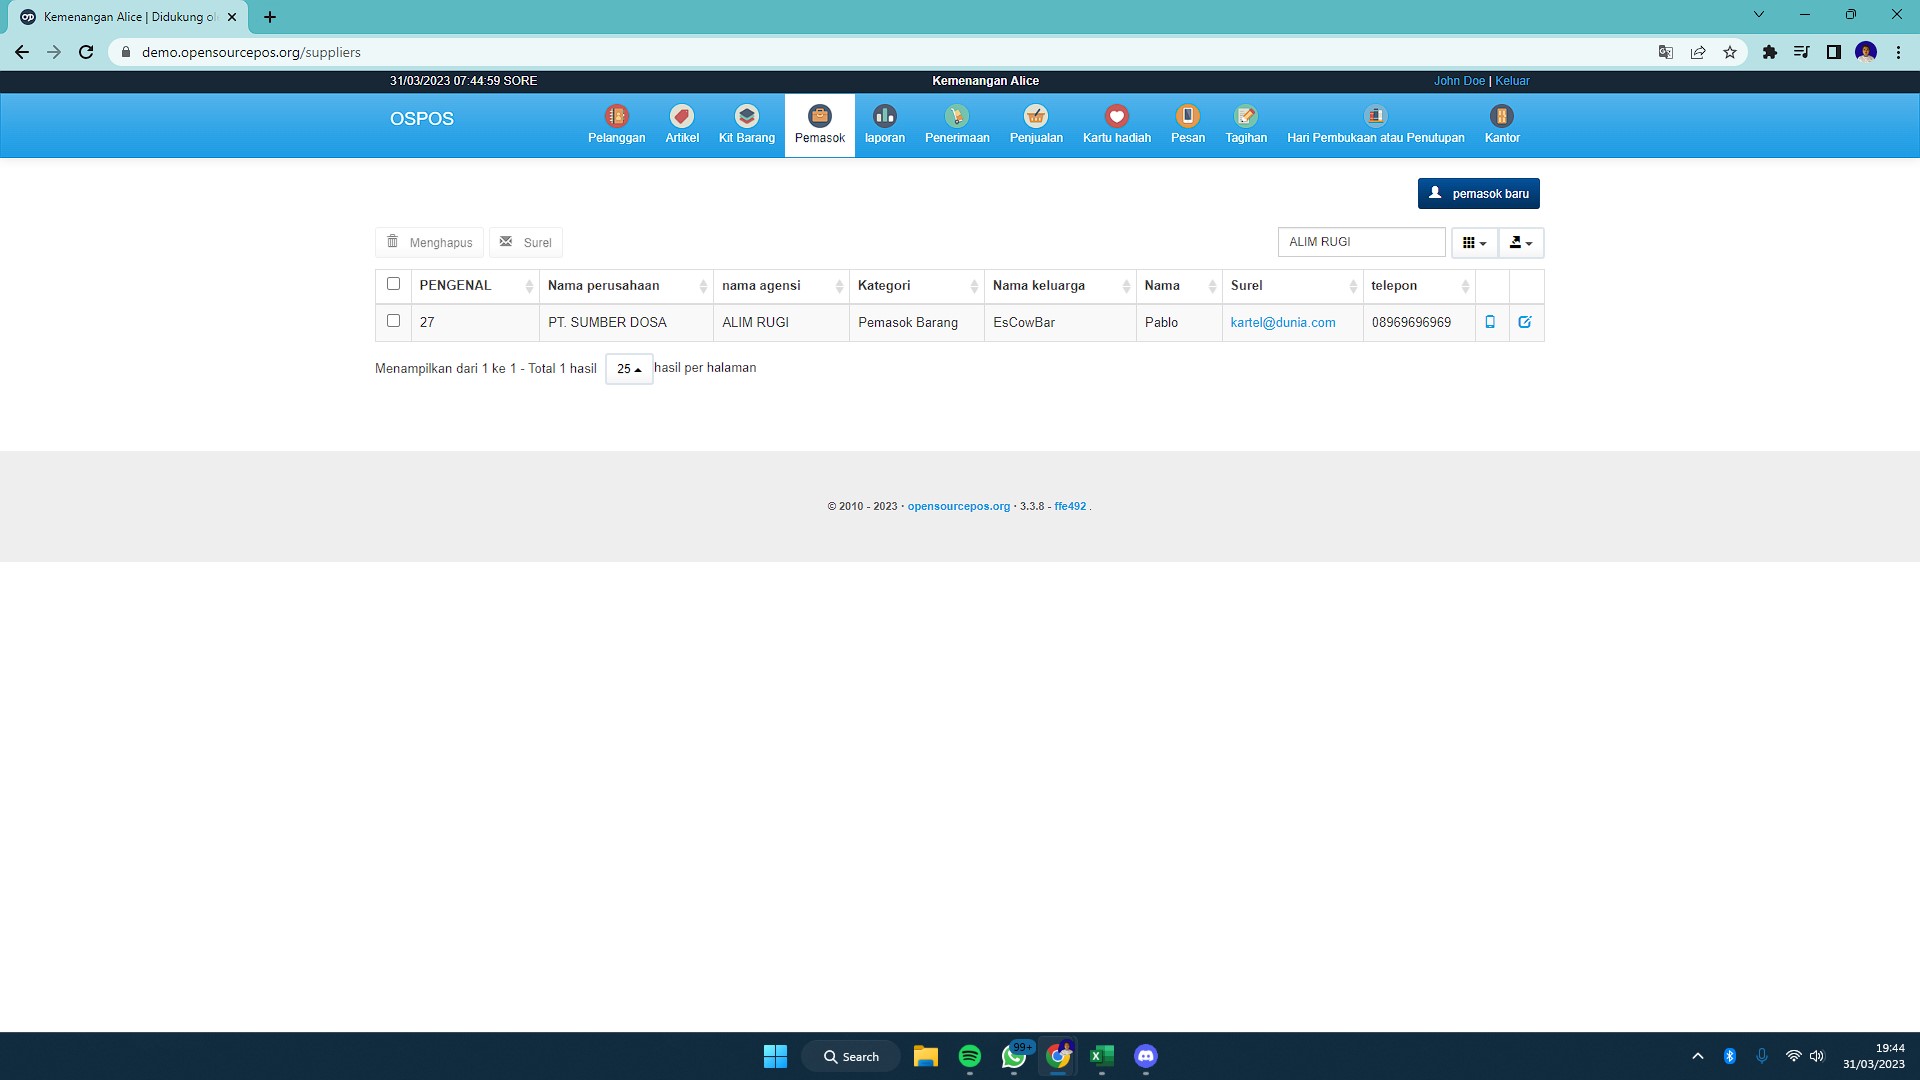 Kemenangan Alice | Didukung ol
demo.opensourcepos.org/suppliers
31/03/2023 07:44:59 SORE
Kemenangan Alice
John Doe | Keluar
OSPOS
Pelanggan
Artikel
Kit Barang
Pemasok
laporan
Penerimaan
Penjualan
Kartu hadiah
Pesan
Tagihan
Hari Pembukaan atau Penutupan
Kantor
pemasok baru
Menghapus
Surel
ALIM RUGI
PENGENAL Nama perusahaan nama agensi Kategori Nama keluarga Nama Surel telepon
27 PT. SUMBER DOSA ALIM RUGI Pemasok Barang EsCowBar Pablo kartel@dunia.com 08969696969
Menampilkan dari 1 ke 1 - Total 1 hasil 25 hasil per halaman
© 2010 - 2023 · opensourcepos.org · 3.3.8 - ffe492 .
Search
99+
19:44
31/03/2023